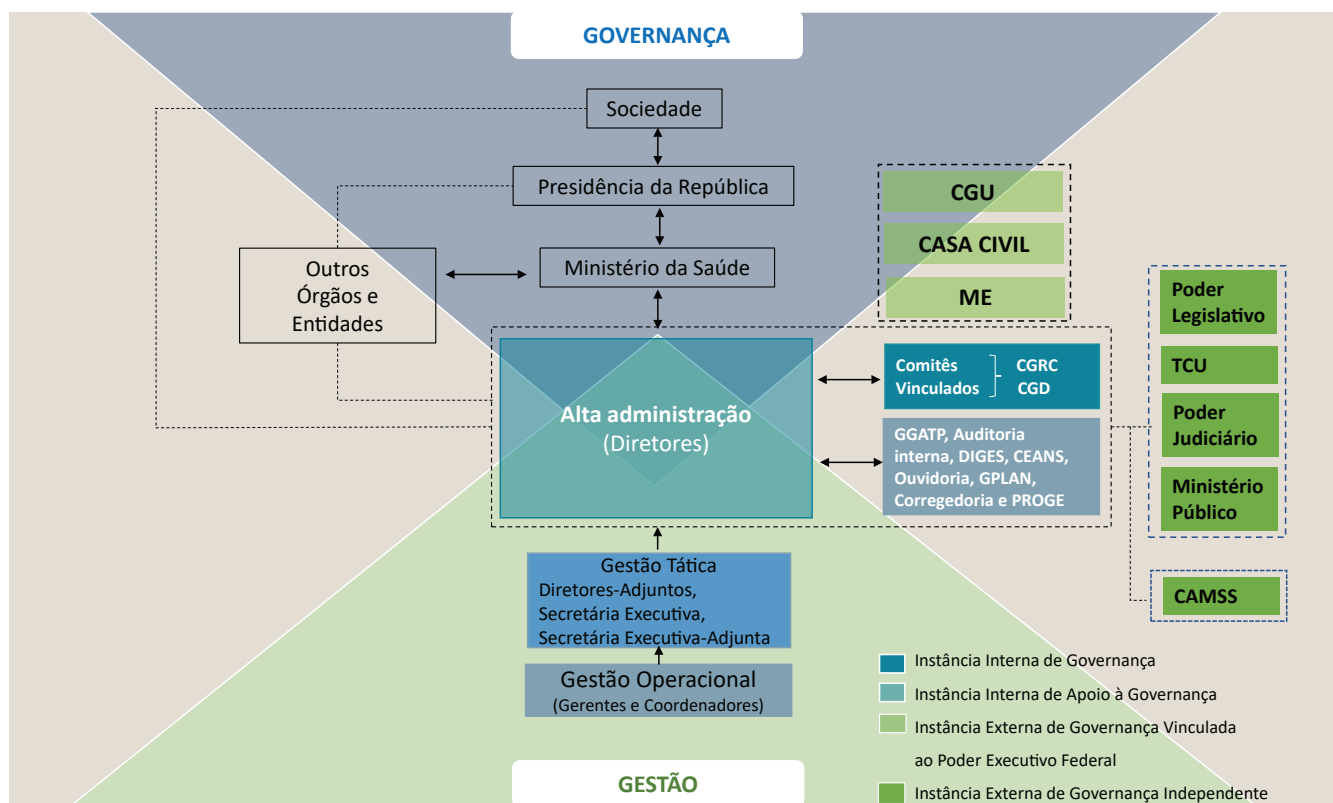 GOVERNANÇA
Sociedade
Presidência da República
Ministério da Saúde
Outros
Órgãos e
Entidades
CGU
CASA CIVIL
ME
Poder
Legislativo
TCU
Poder
Judiciário
Ministério
Público
CAMSS
Comitês
Vinculados
CGRC
CGD
Alta administração
(Diretores)
GGATP, Auditoria
interna, DIGES, CEANS,
Ouvidoria, GPLAN,
Corregedoria e PROGE
Gestão Tática
Diretores-Adjuntos,
Secretária Executiva,
Secretária Executiva-Adjunta
Gestão Operacional
(Gerentes e Coordenadores)
Instância Interna de Governança
Instância Interna de Apoio à Governança
Instância Externa de Governança Vinculada
ao Poder Executivo Federal
Instância Externa de Governança Independente
GESTÃO